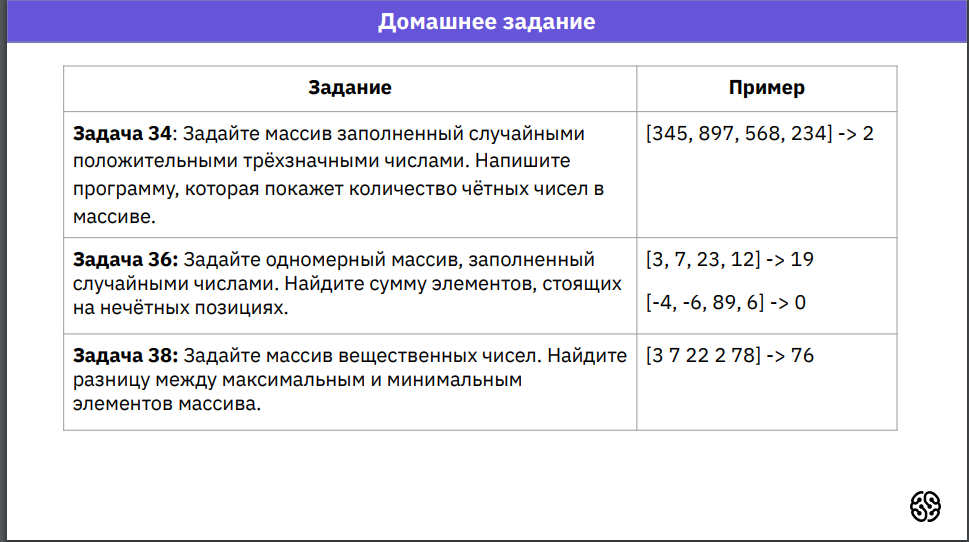 Домашнее задание
Задание
Пример
Задача 34: Задайте массив заполненный случайными
положительными трёхзначными числами. Напишите
программу, которая покажет количество чётных чисел в
массиве.
[345, 897, 568, 234] -> 2
Задача 36: Задайте одномерный массив, заполненный
случайными числами. Найдите сумму элементов, стоящих
на нечётных позициях.
[3, 7, 23, 12] -> 19
[-4, -6, 89, 6] -> 0
Задача 38: Задайте массив вещественных чисел. Найдите
разницу между максимальным и минимальным
элементов массива.
[3 7 22 2 78] -> 76